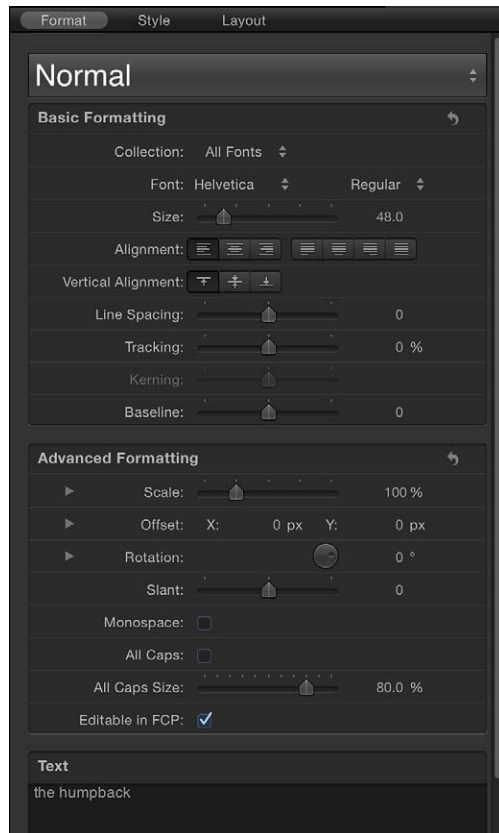 Format Style Layout
Normal
Basic Formatting
Collection: All Fonts
Font: Helvetica Regular
Size: 48.0
Alignment:
Vertical Alignment:
Line Spacing: 0
Tracking: 0 %
Kerning:
Baseline: 0
Advanced Formatting
Scale: 100 %
Offset: X: 0 px Y: 0 px
Rotation: 0 °
Slant: 0
Monospace:
All Caps:
All Caps Size: 80.0 %
Editable in FCP:
Text
the humpback